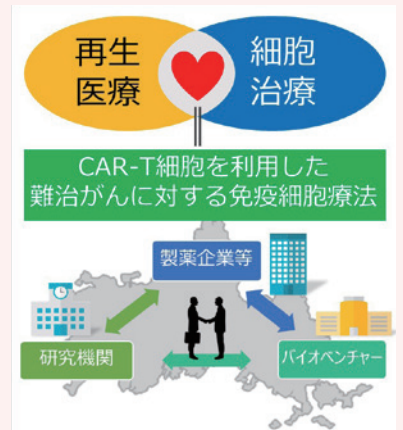 再生
医療
細胞
治療
CAR-T細胞を利用した
難治がんに対する免疫細胞療法
製薬企業等
研究機関
バイオベンチャー